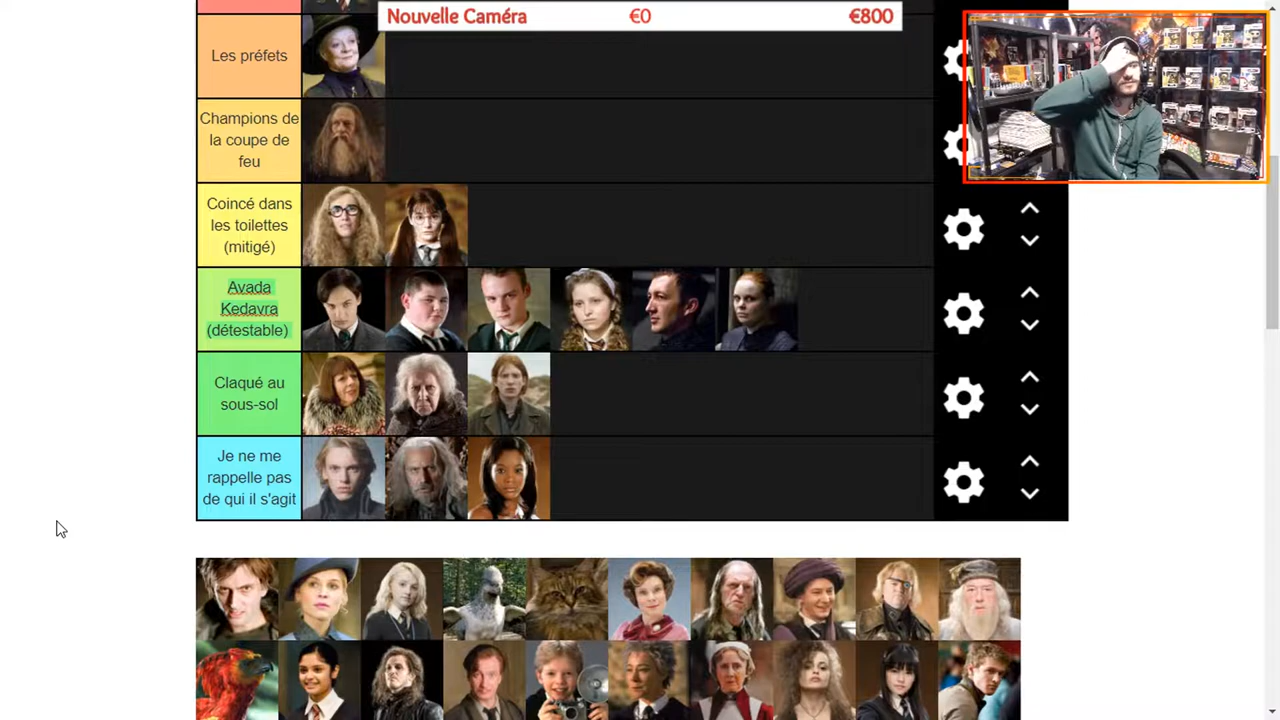 Nouvelle Caméra €0 €800
Les préfets
Champions de
la coupe de
feu
Coincé dans
les toilettes
(mitigé)
Avada
Kedavra
(détestable)
Claqué au
sous-sol
Je ne me
rappelle pas
de qui il s'agit